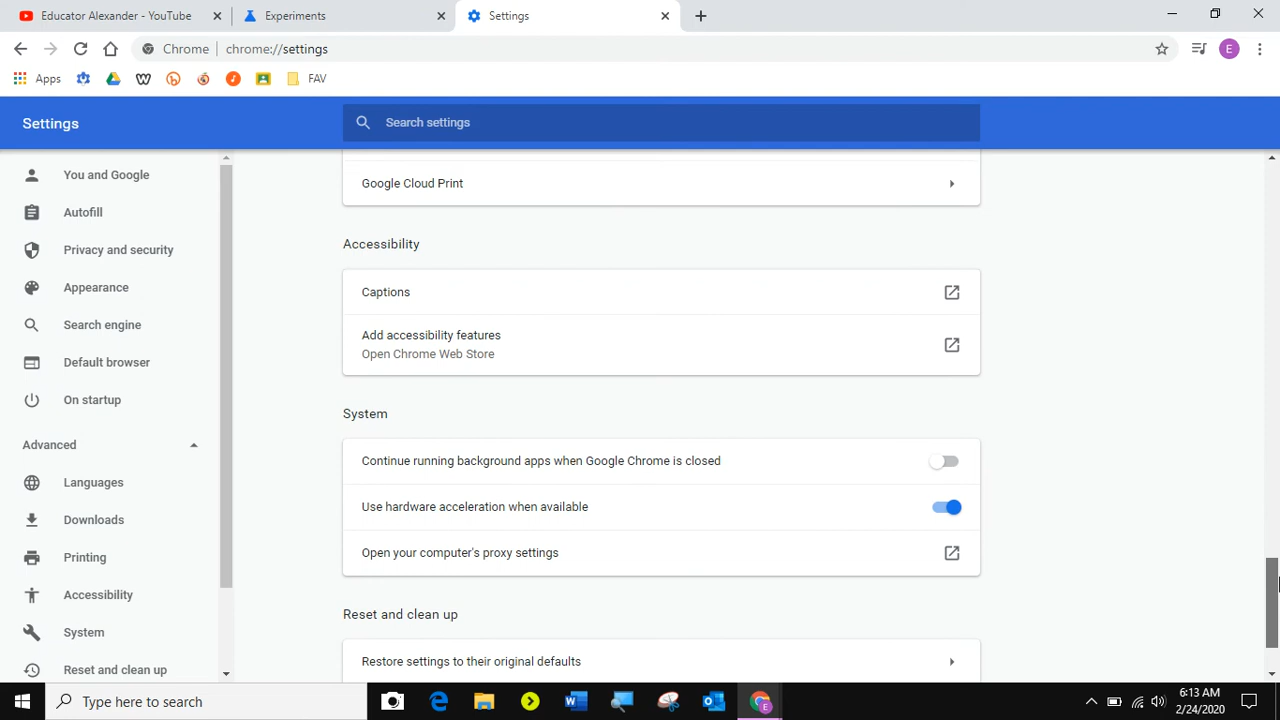 Educator Alexander - YouTube
Experiments
Settings
Chrome
chrome://settings
E
Apps
FAV
Settings
Search settings
You and Google
Autofill
Privacy and security
Appearance
Search engine
Default browser
On startup
Advanced
Languages
Downloads
Printing
Accessibility
System
Reset and clean up
Google Cloud Print
Accessibility
Captions
Add accessibility features
Open Chrome Web Store
System
Continue running background apps when Google Chrome is closed
Use hardware acceleration when available
Open your computer's proxy settings
Reset and clean up
Restore settings to their original defaults
Type here to search
6:13 AM
2/24/2020